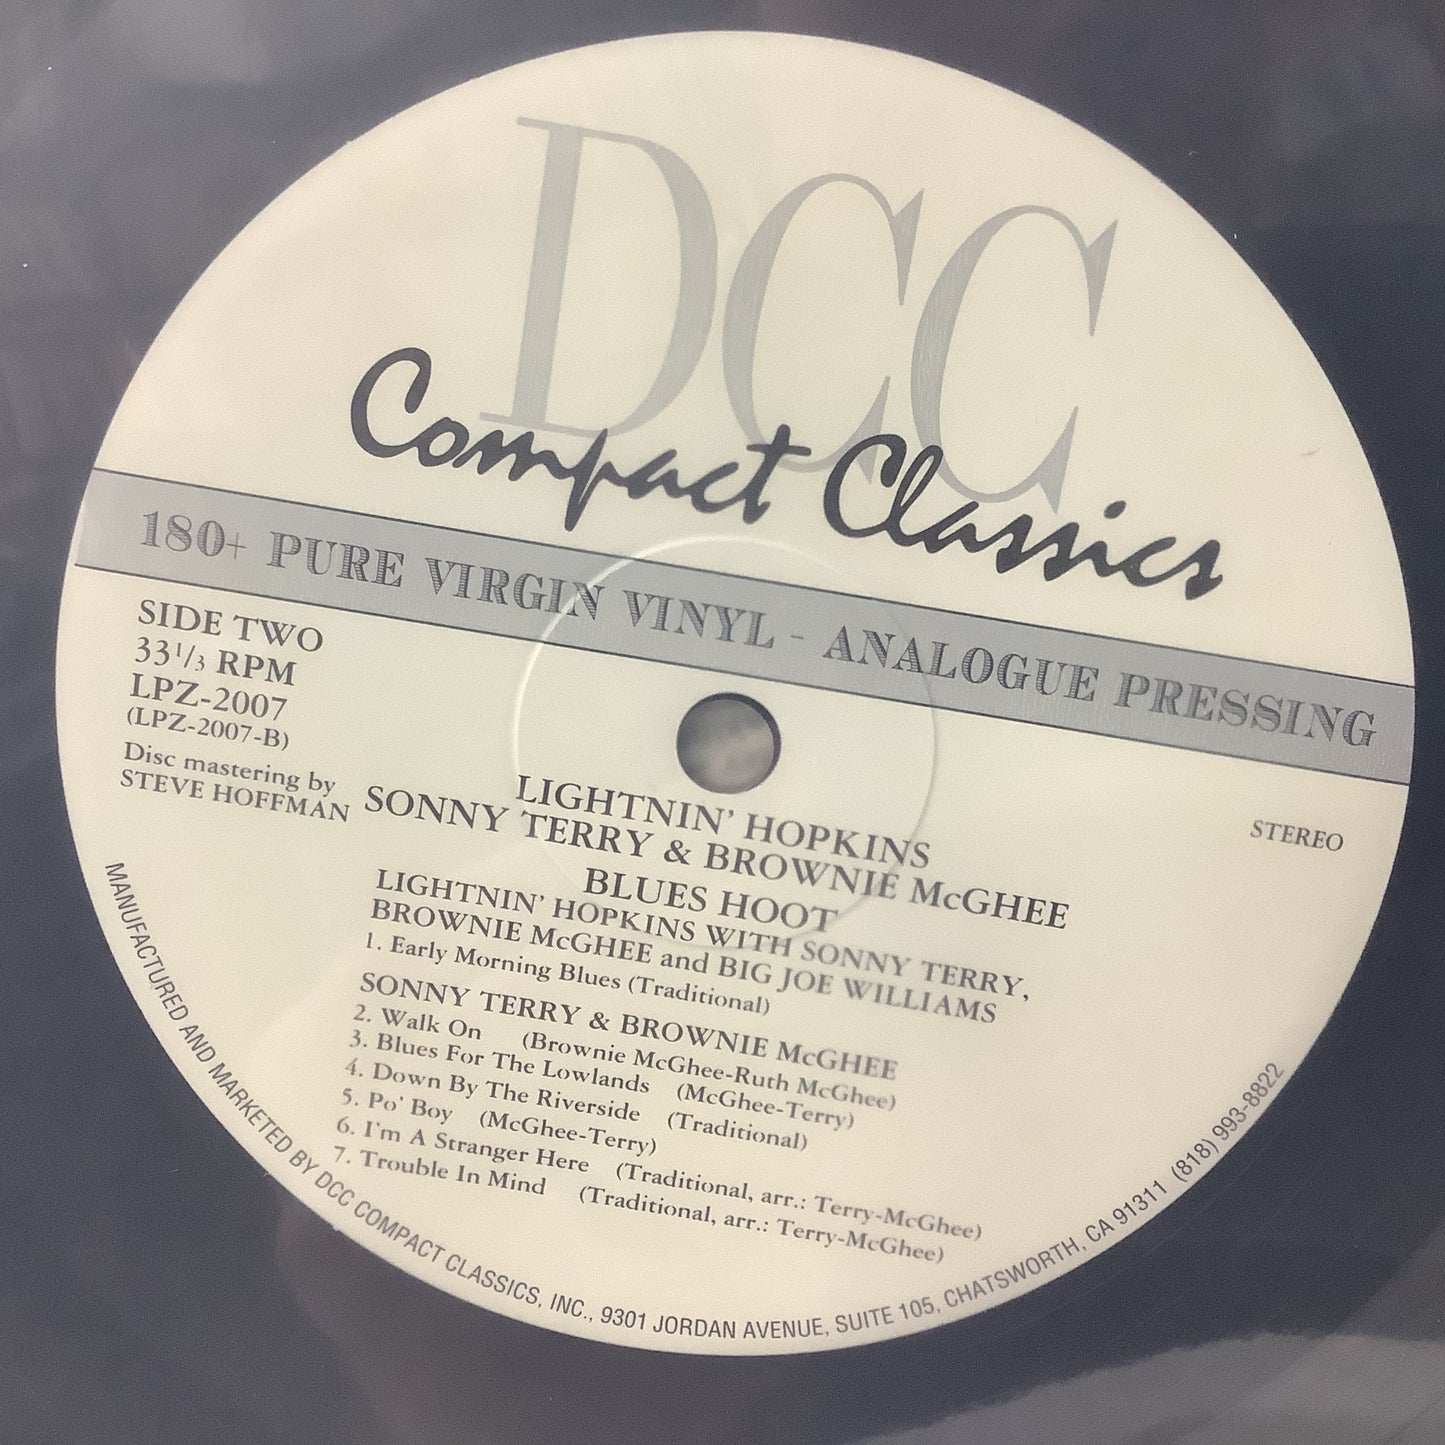 DCC
Compact Classics
180+ PURE VIRGIN VINYL - ANALOGUE PRESSING
SIDE TWO
33 1/3 RPM
LPZ-2007
(LPZ-2007-B)
Disc mastering by
STEVE HOFFMAN
STEREO
LIGHTNIN' HOPKINS
SONNY TERRY & BROWNIE McGHEE
BLUES HOOT
LIGHTNIN' HOPKINS WITH SONNY TERRY,
BROWNIE McGHEE and BIG JOE WILLIAMS
1. Early Morning Blues (Traditional)
SONNY TERRY & BROWNIE McGHEE
2. Walk On (Brownie McGhee-Ruth McGhee)
3. Blues For The Lowlands (McGhee-Terry)
4. Down By The Riverside (Traditional)
5. Po' Boy (McGhee-Terry)
6. I'm A Stranger Here (Traditional, arr.: Terry-McGhee)
7. Trouble In Mind (Traditional, arr.: Terry-McGhee)
MANUFACTURED AND MARKETED BY DCC COMPACT CLASSICS, INC., 9301 JORDAN AVENUE, SUITE 105, CHATSWORTH, CA 91311 (818) 993-8822